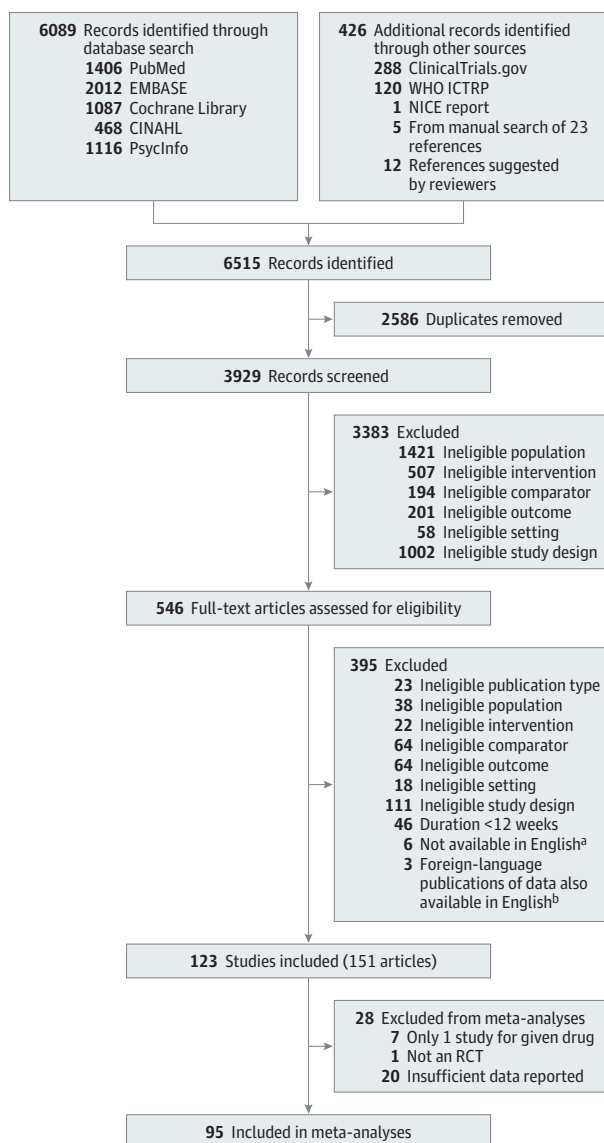 6089 Records identified through
database search
1406 PubMed
2012 EMBASE
1087 Cochrane Library
468 CINAHL
1116 PsycInfo
426 Additional records identified
through other sources
288 ClinicalTrials.gov
120 WHO ICTRP
1 NICE report
5 From manual search of 23
references
12 References suggested
by reviewers
6515 Records identified
2586 Duplicates removed
3929 Records screened
3383 Excluded
1421 Ineligible population
507 Ineligible intervention
194 Ineligible comparator
201 Ineligible outcome
58 Ineligible setting
1002 Ineligible study design
546 Full-text articles assessed for eligibility
395 Excluded
23 Ineligible publication type
38 Ineligible population
22 Ineligible intervention
64 Ineligible comparator
64 Ineligible outcome
18 Ineligible setting
111 Ineligible study design
46 Duration <12 weeks
6 Not available in Englishᵃ
3 Foreign-language
publications of data also
available in Englishᵇ
123 Studies included (151 articles)
28 Excluded from meta-analyses
7 Only 1 study for given drug
1 Not an RCT
20 Insufficient data reported
95 Included in meta-analyses